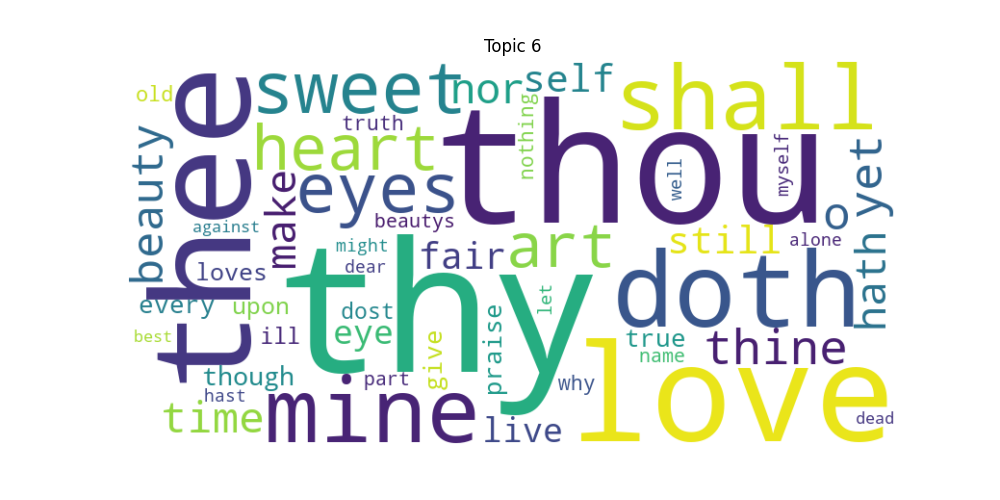 Topic 6
old
thee
sweet
nor
self
shall
beauty
truth
heart
nothing
thou
well
myself
yet
make
eyes
beautys
o
against
might
fair
art
still
alone
hath
loves
dear
thy
doth
every
upon
dost
let
best
ill
eye
give
praise
true
name
thine
though
part
why
love
hast
time
mine
live
dead